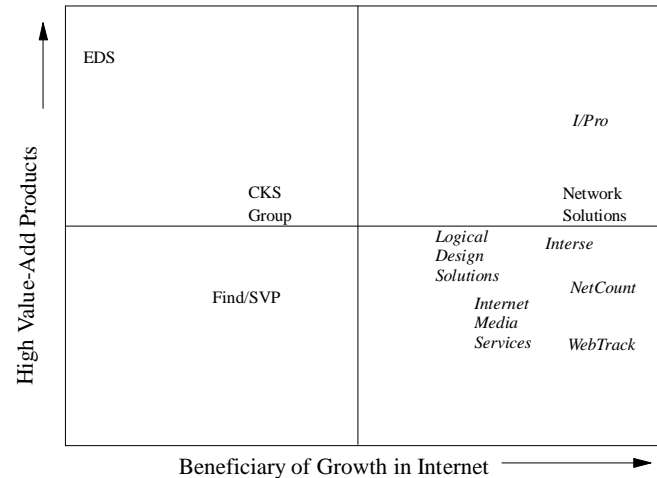 High Value-Add Products
EDS
I/Pro
CKS
Group
Network
Solutions
Logical
Design
Solutions
Interse
Find/SVP
NetCount
Internet
Media
Services
WebTrack
Beneficiary of Growth in Internet